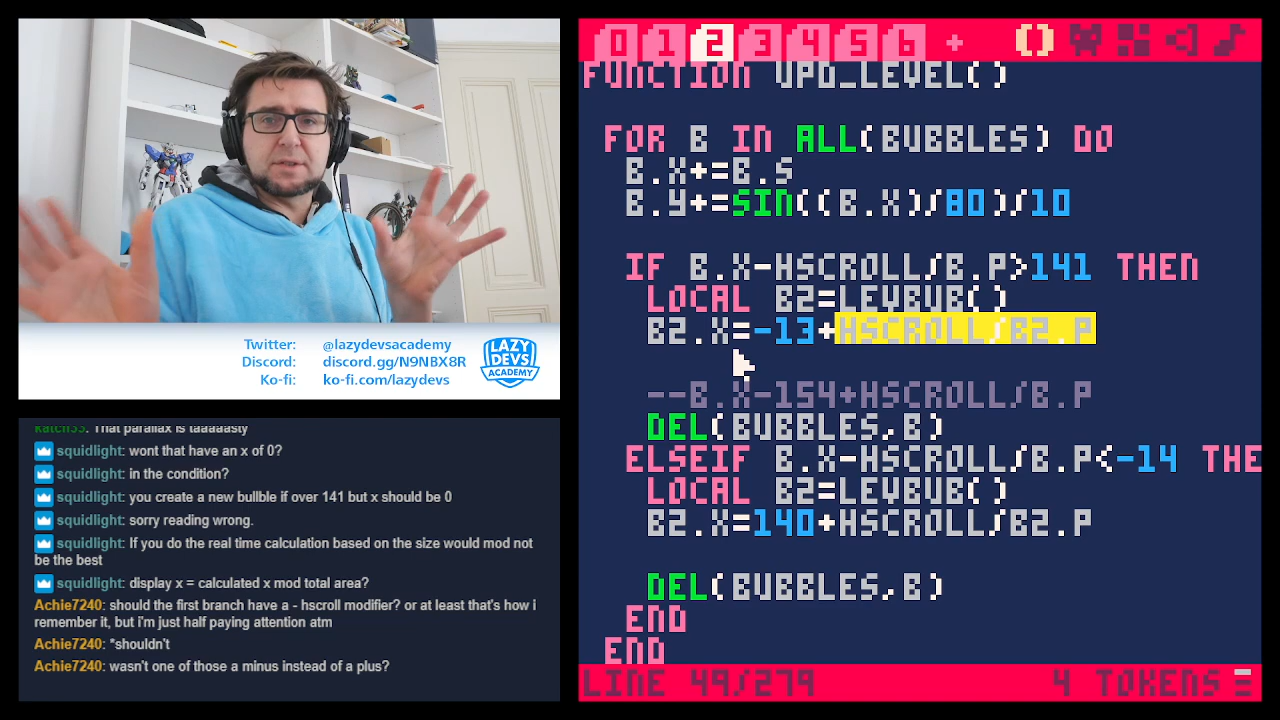 Twitter: @lazydevsacademy
Discord: discord.gg/N9NBX8R
Ko-fi: ko-fi.com/lazydevs
LAZY
DEVS
ACADEMY
katch33: That parallax is taaaaasty
squidlight: wont that have an x of 0?
squidlight: in the condition?
squidlight: you create a new bullble if over 141 but x should be 0
squidlight: sorry reading wrong.
squidlight: If you do the real time calculation based on the size would mod not
be the best
squidlight: display x = calculated x mod total area?
Achie7240: should the first branch have a - hscroll modifier? or at least that's how i
remember it, but i'm just half paying attention atm
Achie7240: *shouldn't
Achie7240: wasn't one of those a minus instead of a plus?
0 1 2 3 4 5 6 + ()
FUNCTION UPD_LEVEL()
FOR B IN ALL(BUBBLES) DO
B.X+=B.S
B.Y+=SIN((B.X)/80)/10
IF B.X-HSCROLL/B.P>141 THEN
LOCAL B2=LEVBUB()
B2.X=-13+HSCROLL/B2.P
--B.X-154+HSCROLL/B.P
DEL(BUBBLES,B)
ELSEIF B.X-HSCROLL/B.P<-14 THE
LOCAL B2=LEVBUB()
B2.X=140+HSCROLL/B2.P
DEL(BUBBLES,B)
END
END
LINE 49/279 4 TOKENS